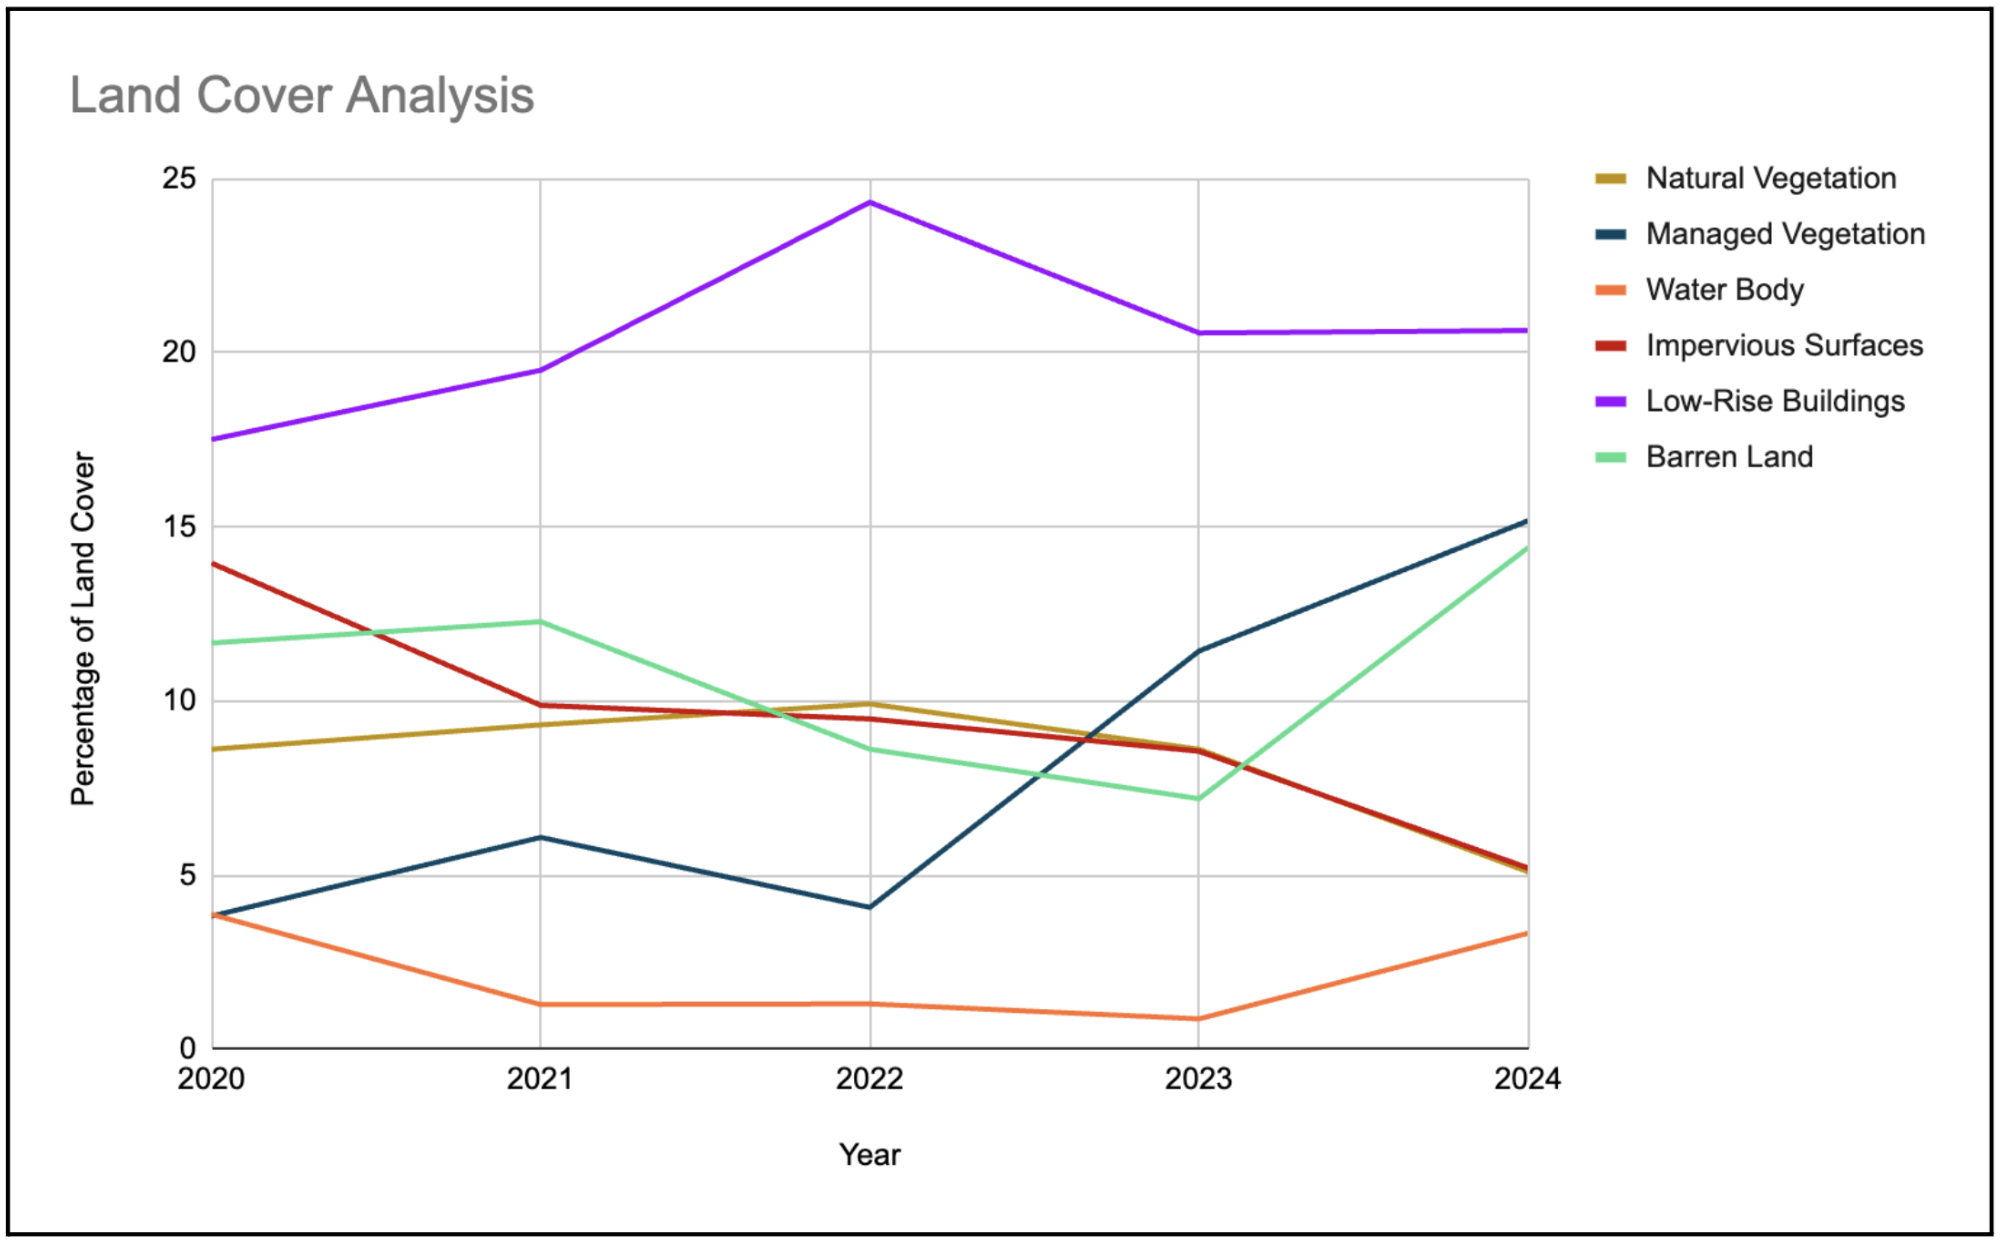 Land Cover Analysis
25
20
15
10
5
0
Percentage of Land Cover
2020
2021
2022
2023
2024
Year
Natural Vegetation
Managed Vegetation
Water Body
Impervious Surfaces
Low-Rise Buildings
Barren Land